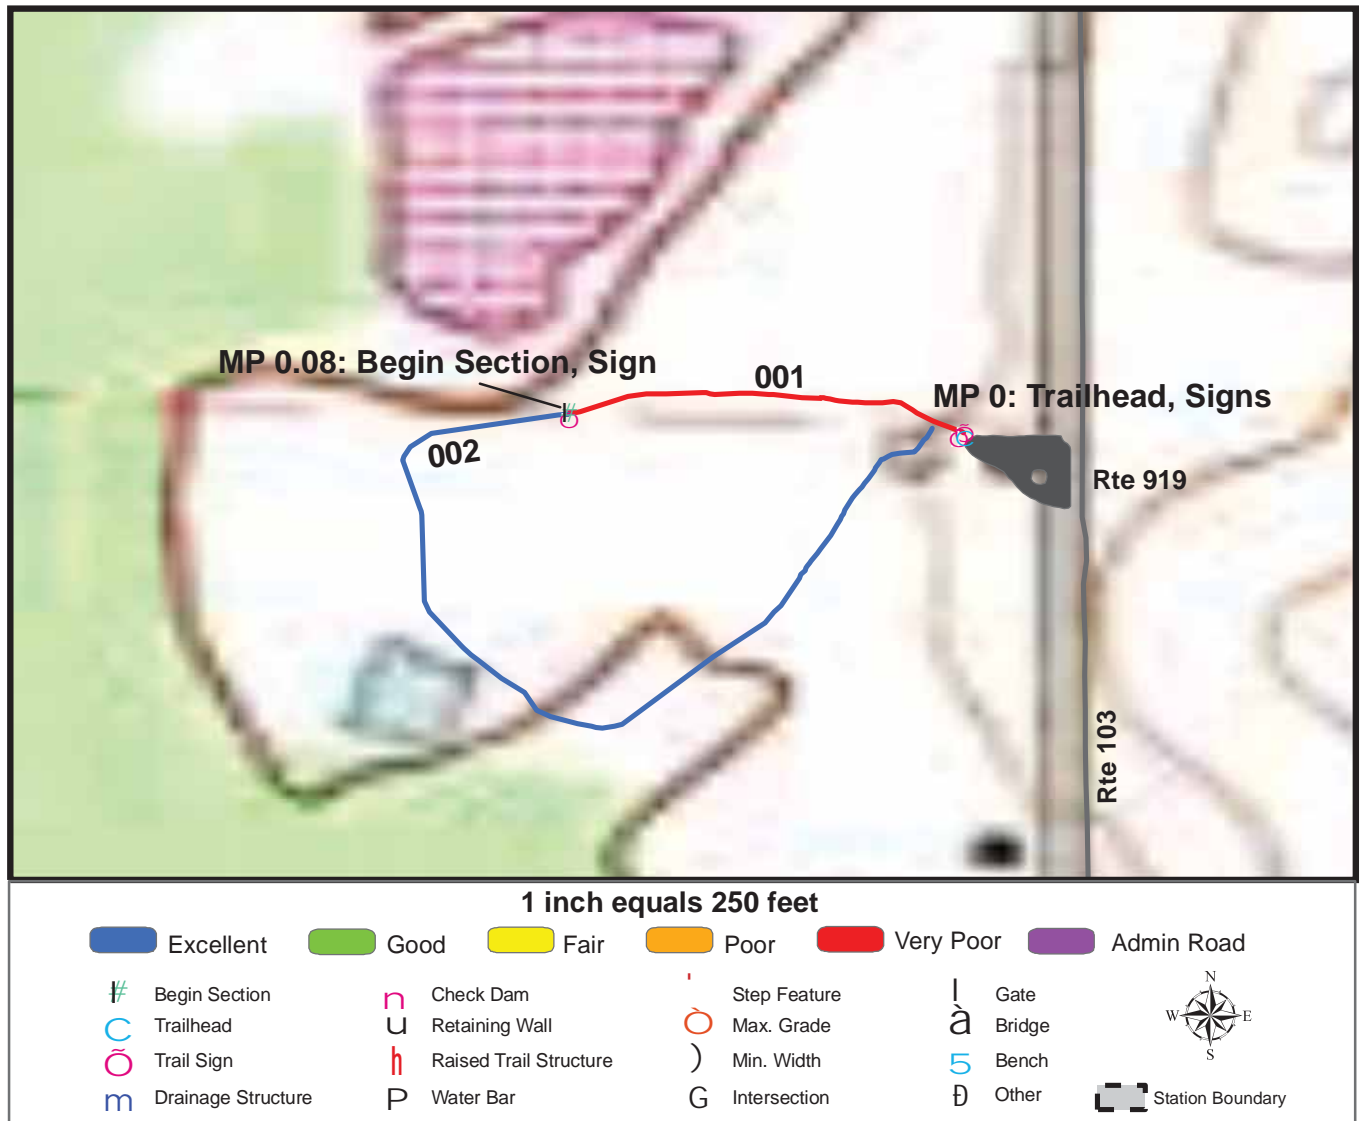 MP 0.08: Begin Section, Sign
001
MP 0: Trailhead, Signs
002
Rte 919
Rte 103
1 inch equals 250 feet
Excellent Good Fair Poor Very Poor Admin Road
# Begin Section n Check Dam ' Step Feature I Gate
C Trailhead u Retaining Wall Ò Max. Grade à Bridge
Õ Trail Sign h Raised Trail Structure ) Min. Width 5 Bench
m Drainage Structure P Water Bar G Intersection Ð Other Station Boundary
N
W E
S